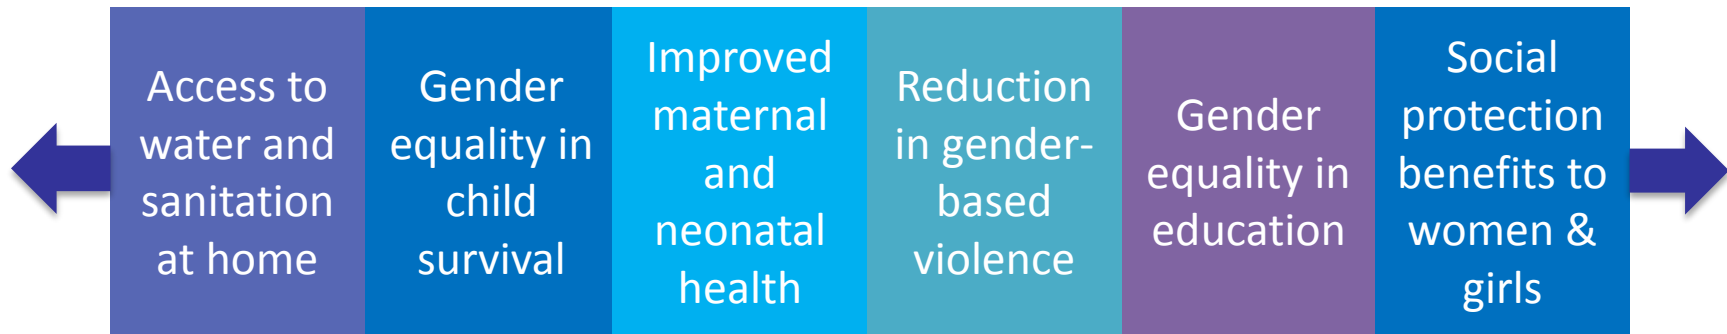 Access to
water and
sanitation
at home
Gender
equality in
child
survival
Improved
maternal
and
neonatal
health
Reduction
in gender-
based
violence
Gender
equality in
education
Social
protection
benefits to
women &
girls